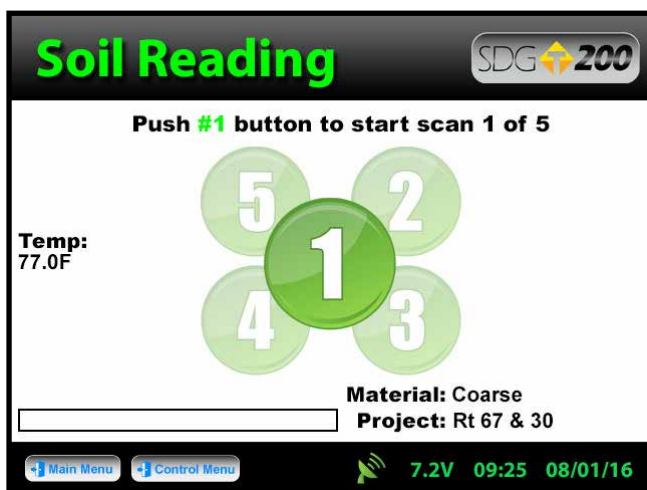 Soil Reading
SDG 200
Push #1 button to start scan 1 of 5
5 2
1
4 3
Temp:
77.0F
Material: Coarse
Project: Rt 67 & 30
Main Menu Control Menu 7.2V 09:25 08/01/16